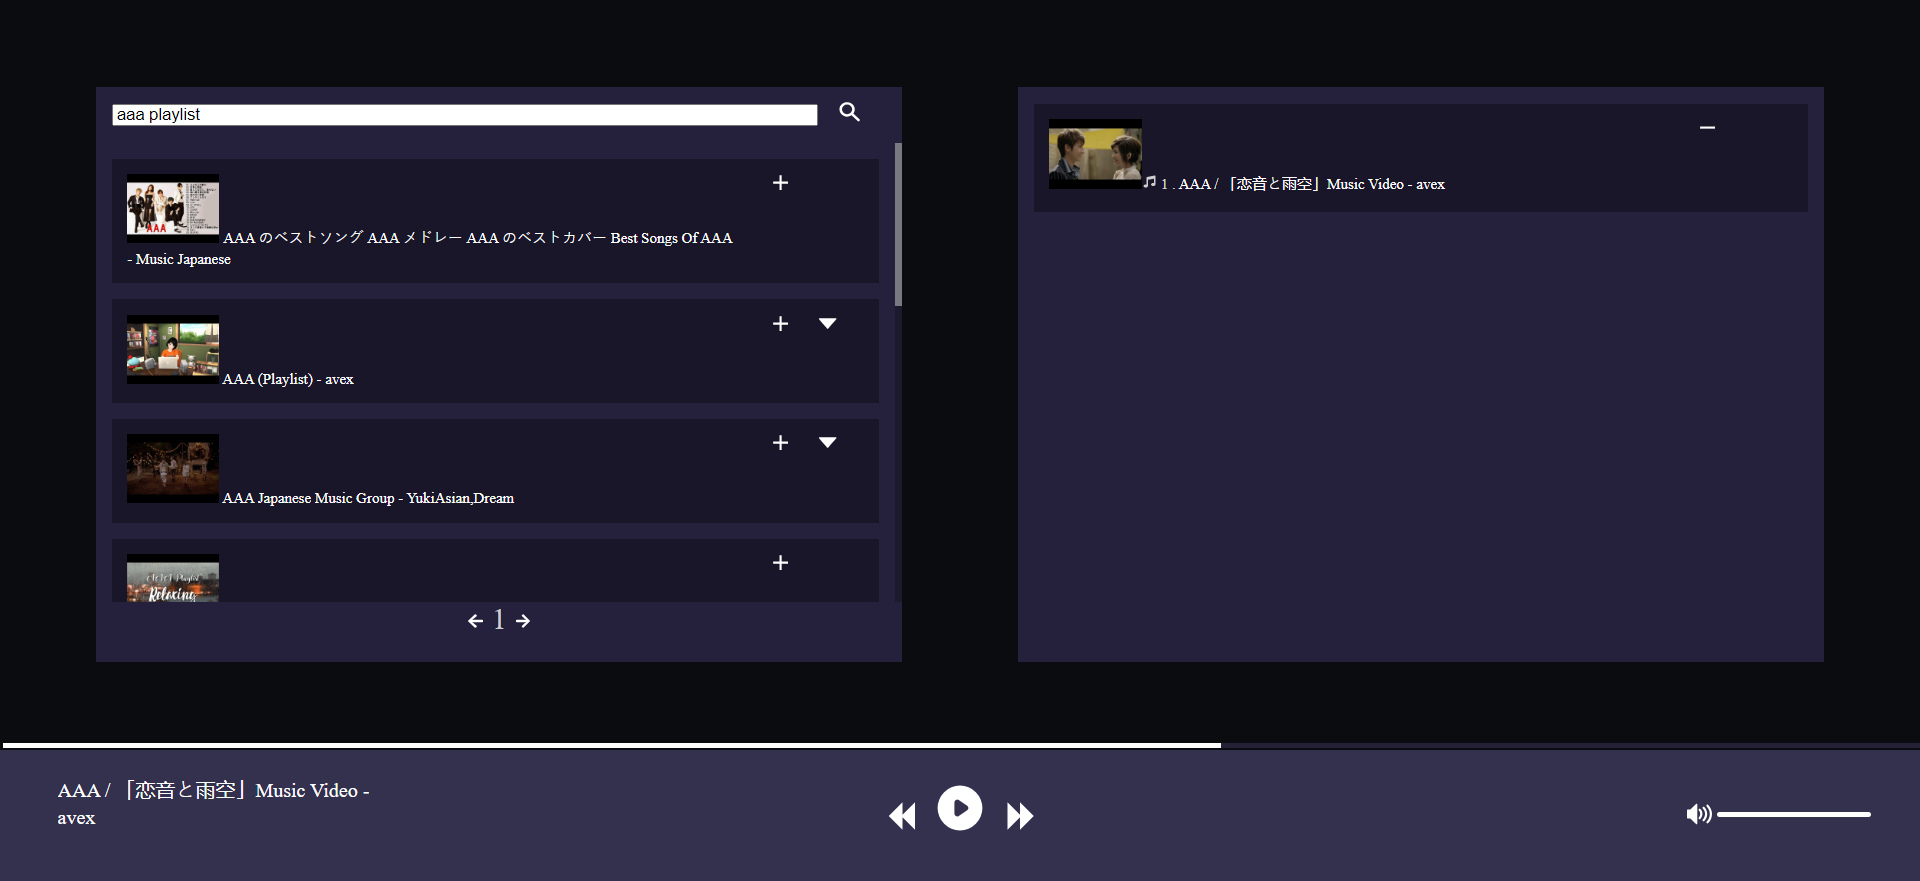 aaa playlist
AAA
AAA のベストソング AAA メドレー AAA のベストカバー Best Songs Of AAA
- Music Japanese
AAA (Playlist) - avex
AAA Japanese Music Group - YukiAsian,Dream
Playlist
Relaxing
1
1 . AAA / 「恋音と雨空」Music Video - avex
AAA / 「恋音と雨空」Music Video -
avex